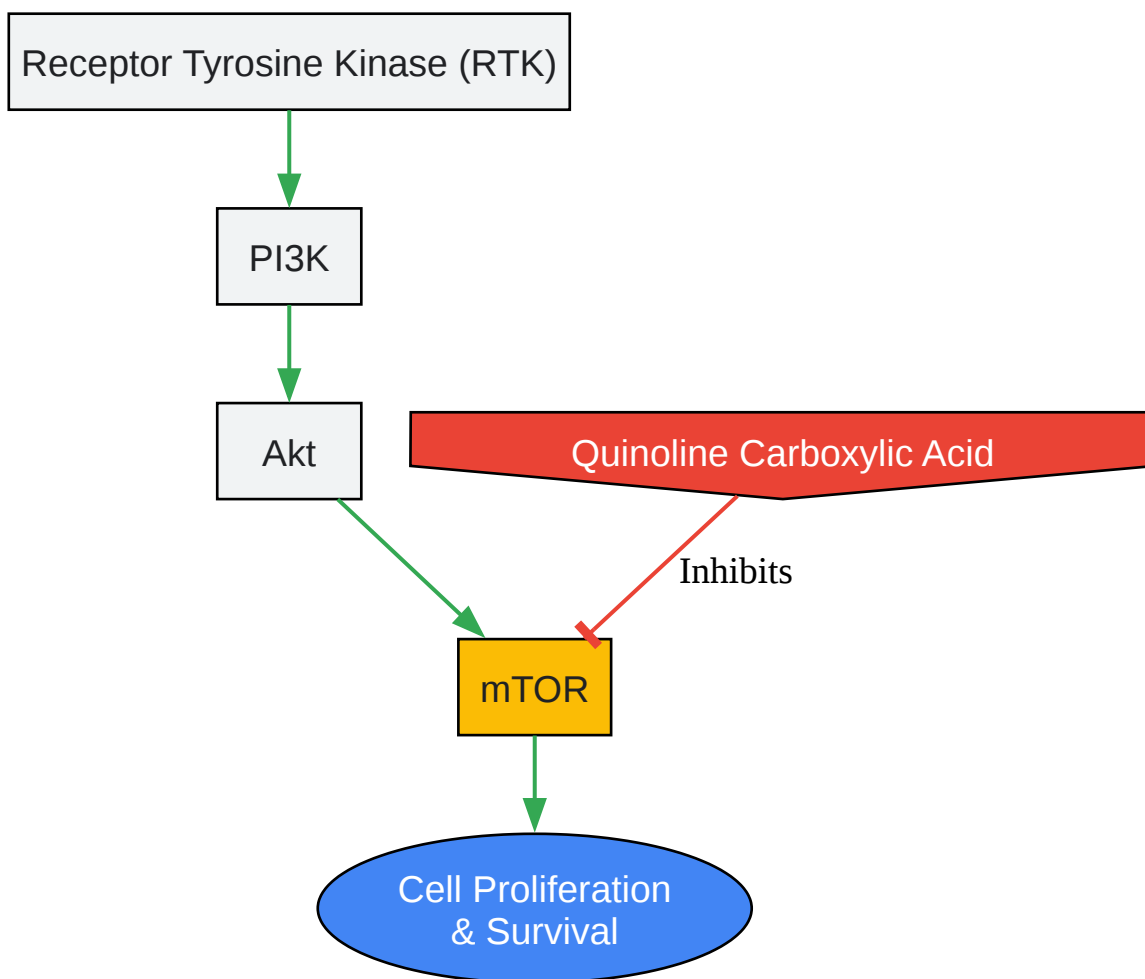 Receptor Tyrosine Kinase (RTK)
PI3K
Akt
Quinoline Carboxylic Acid
Inhibits
mTOR
Cell Proliferation
& Survival